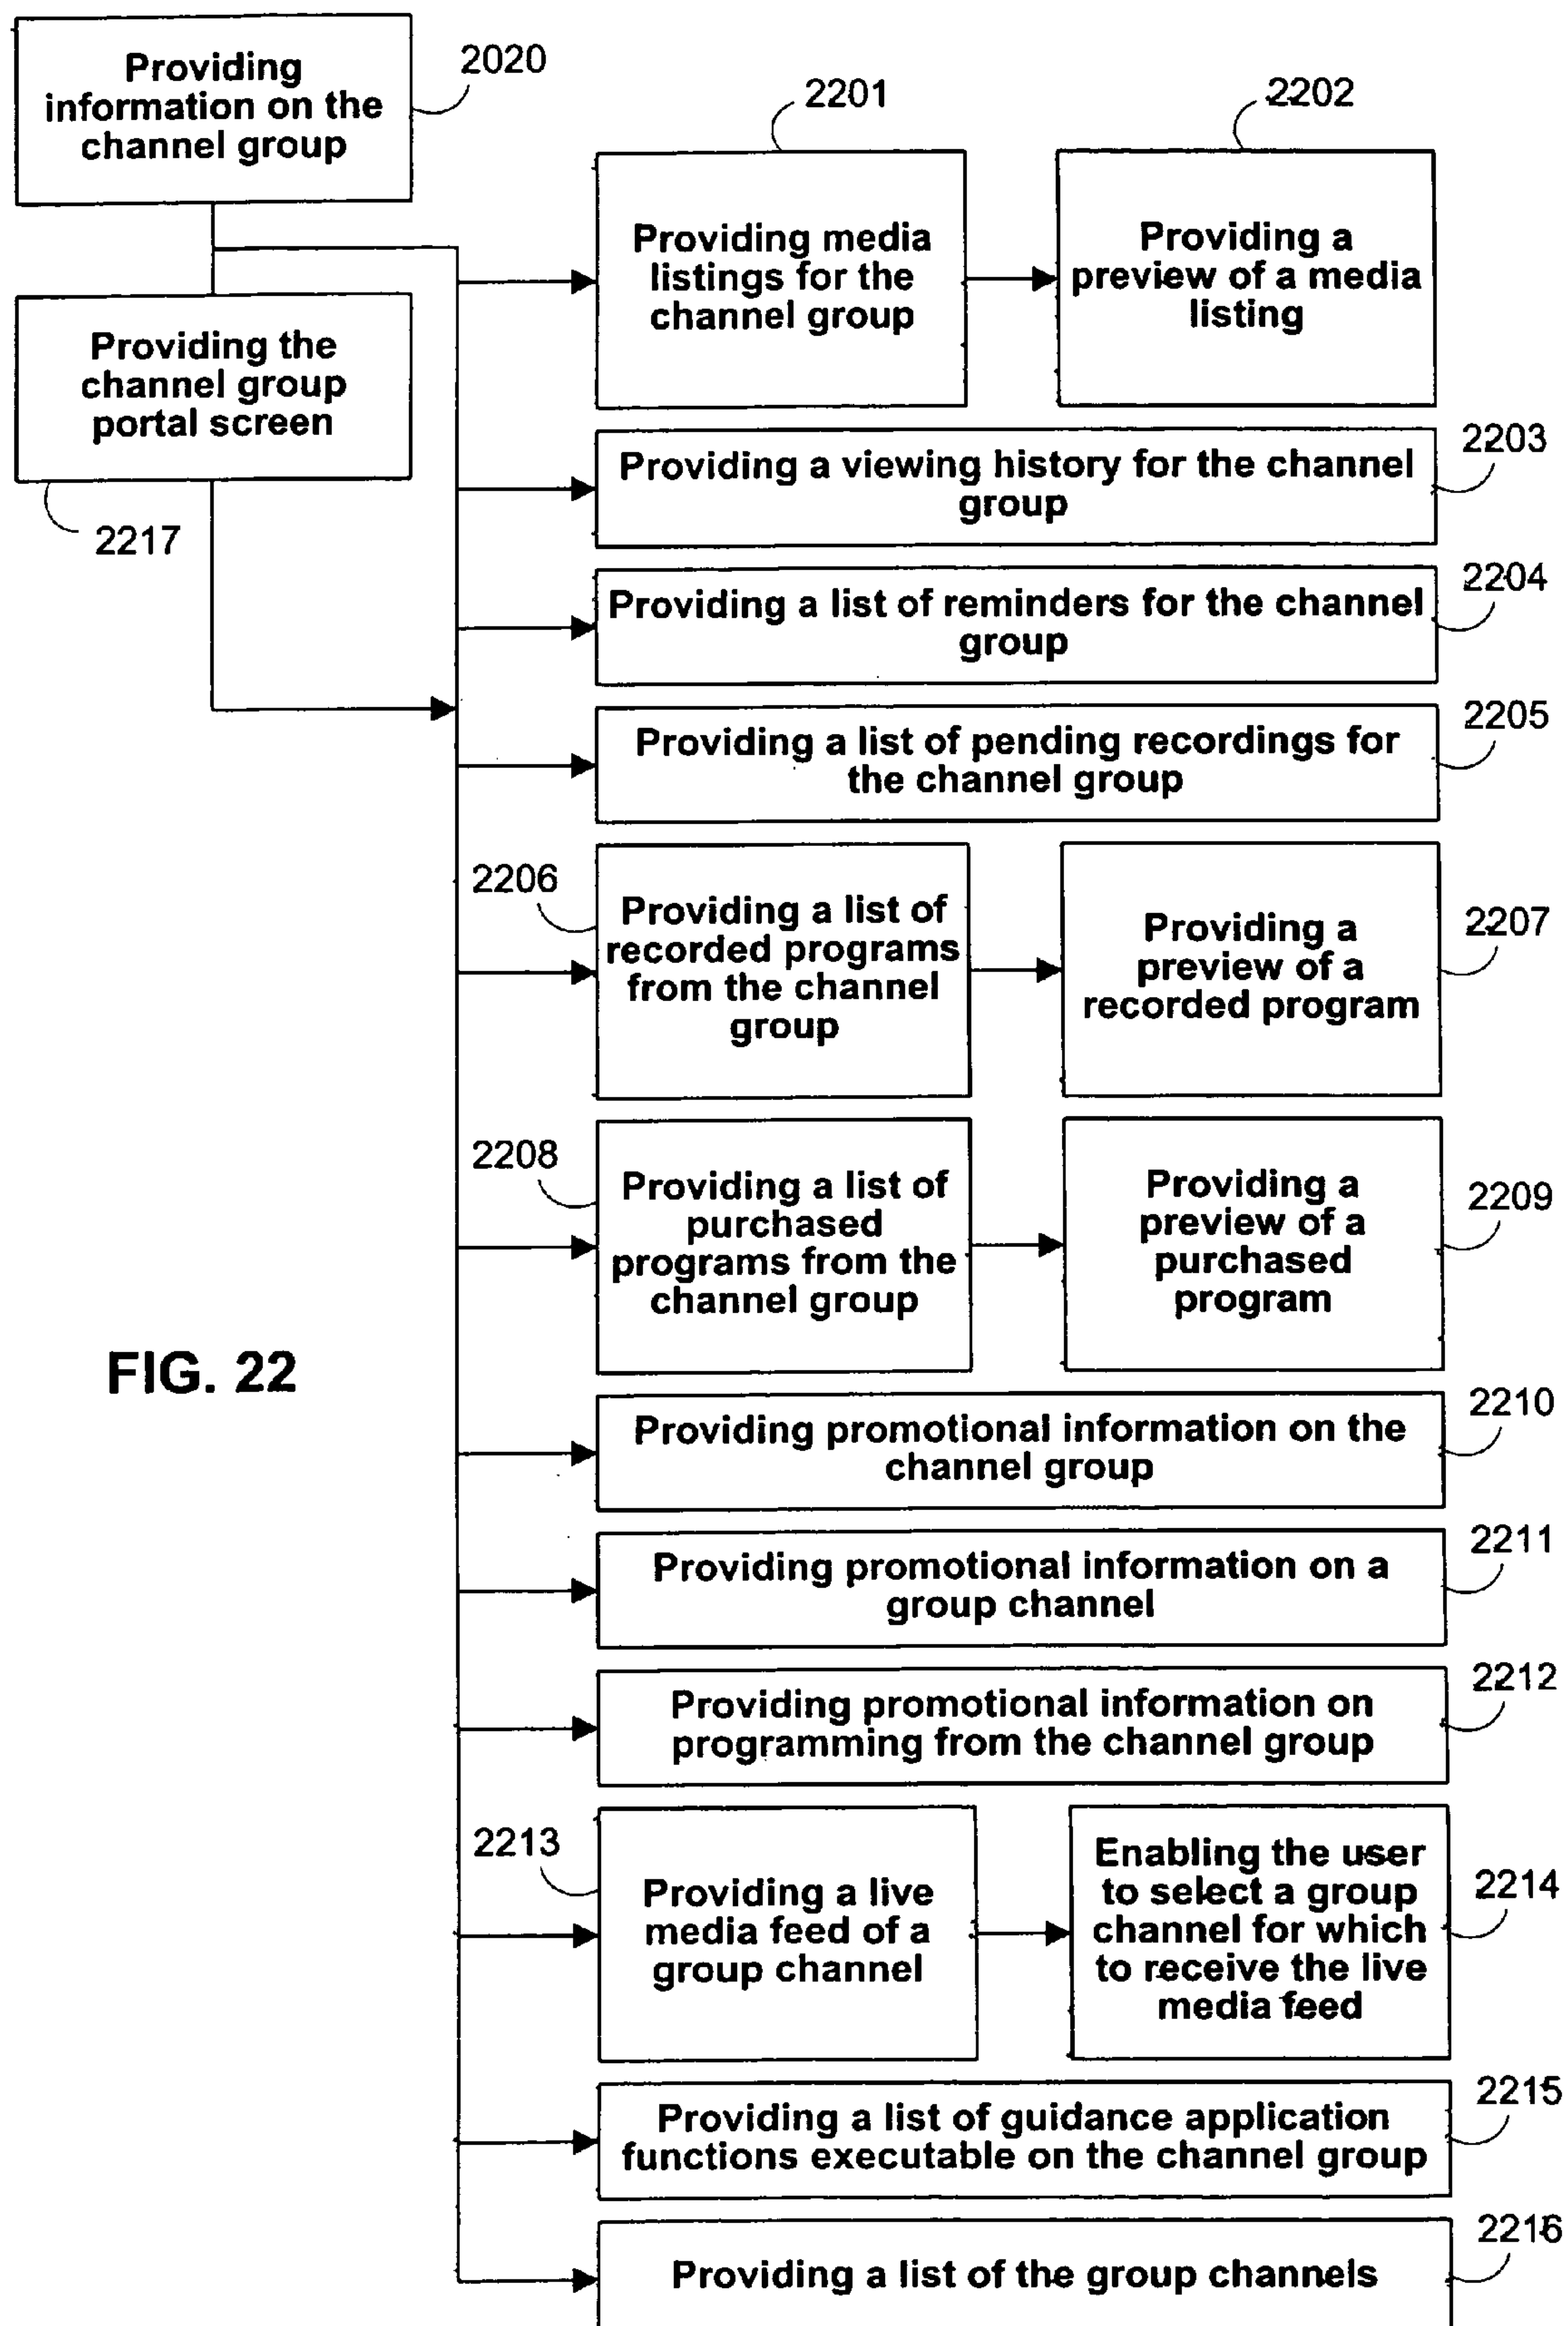 Providing
information on the
channel group
2020
2201
2202
Providing media
listings for the
channel group
Providing a
preview of a media
listing
Providing the
channel group
portal screen
2217
Providing a viewing history for the channel
group
2203
Providing a list of reminders for the channel
group
2204
Providing a list of pending recordings for
the channel group
2205
2206
Providing a list of
recorded programs
from the channel
group
Providing a
preview of a
recorded program
2207
2208
Providing a list of
purchased
programs from the
channel group
Providing a
preview of a
purchased
program
2209
FIG. 22
Providing promotional information on the
channel group
2210
Providing promotional information on a
group channel
2211
Providing promotional information on
programming from the channel group
2212
2213
Providing a live
media feed of a
group channel
Enabling the user
to select a group
channel for which
to receive the live
media feed
2214
Providing a list of guidance application
functions executable on the channel group
2215
Providing a list of the group channels
2216